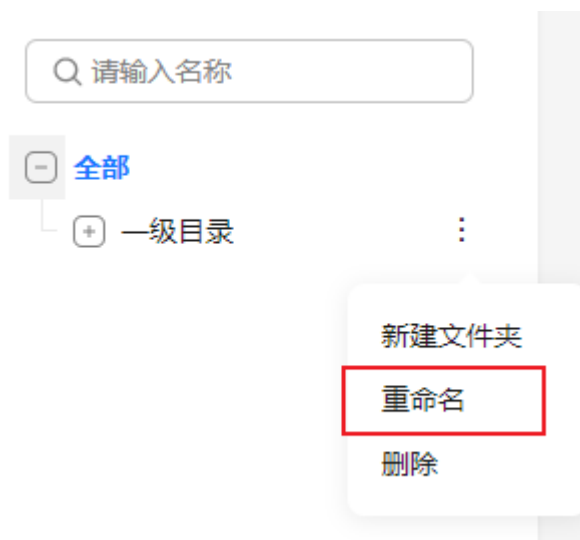 请输入名称
全部
一级目录
新建文件夹
重命名
删除